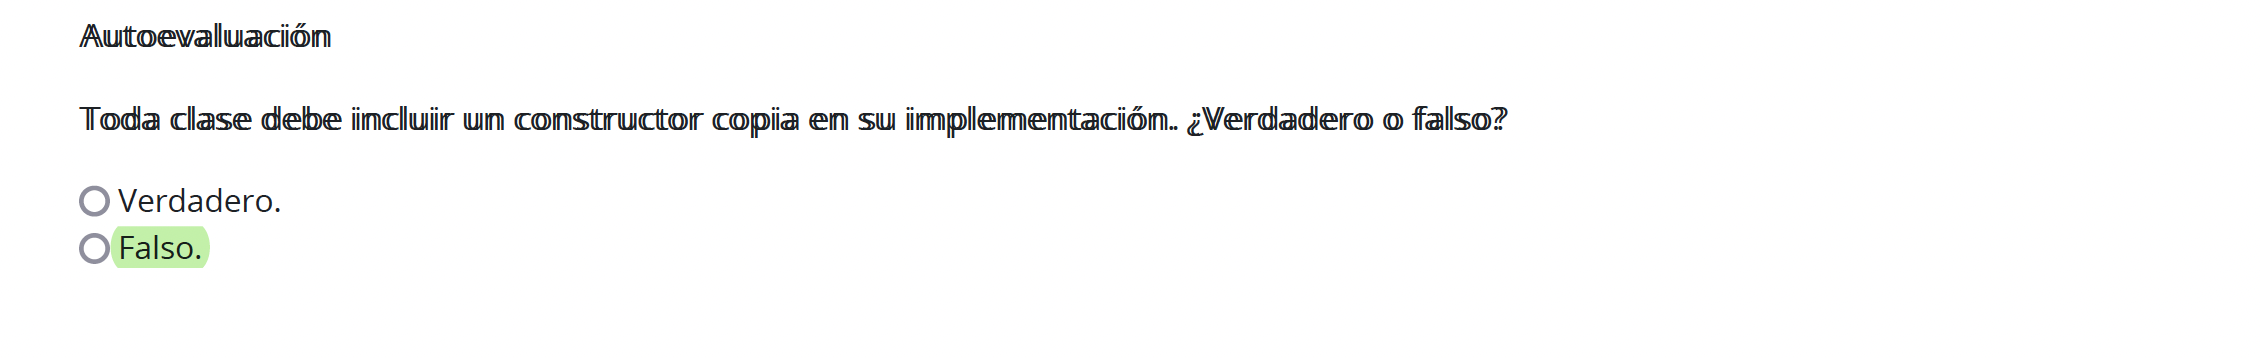 Autoevaluación
Toda clase debe incluir un constructor copia en su implementación. ¿Verdadero o falso?
Verdadero.
Falso.